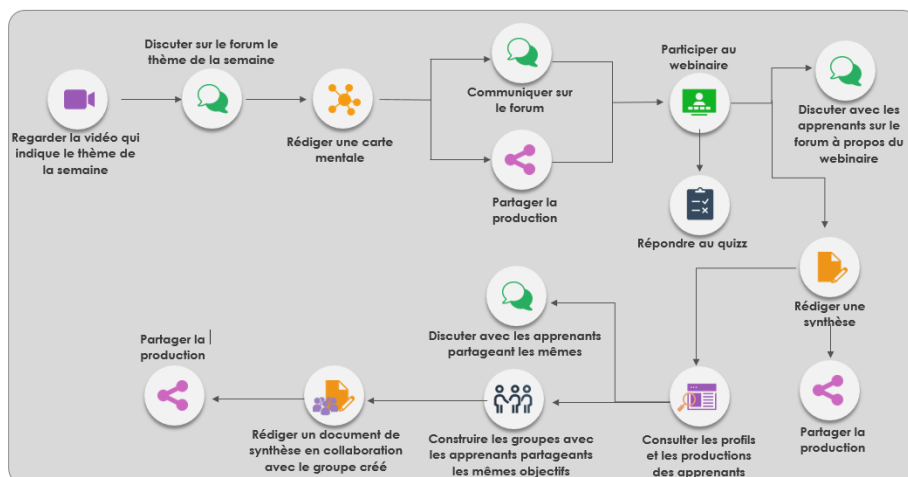 Regarder la vidéo qui
indique le thème de
la semaine
Discuter sur le forum le
thème de la semaine
Rédiger une carte
mentale
Communiquer sur
le forum
Partager la
production
Participer au
webinaire
Répondre au quizz
Discuter avec les
apprenants sur le
forum à propos du
webinaire
Rédiger une
synthèse
Partager la
production
Consulter les profils
et les productions
des apprenants
Discuter avec les apprenants
partageant les mêmes
Construire les groupes avec
les apprenants partageants
les mêmes objectifs
Rédiger un document de
synthèse en collaboration
avec le groupe créé
Partager la
production